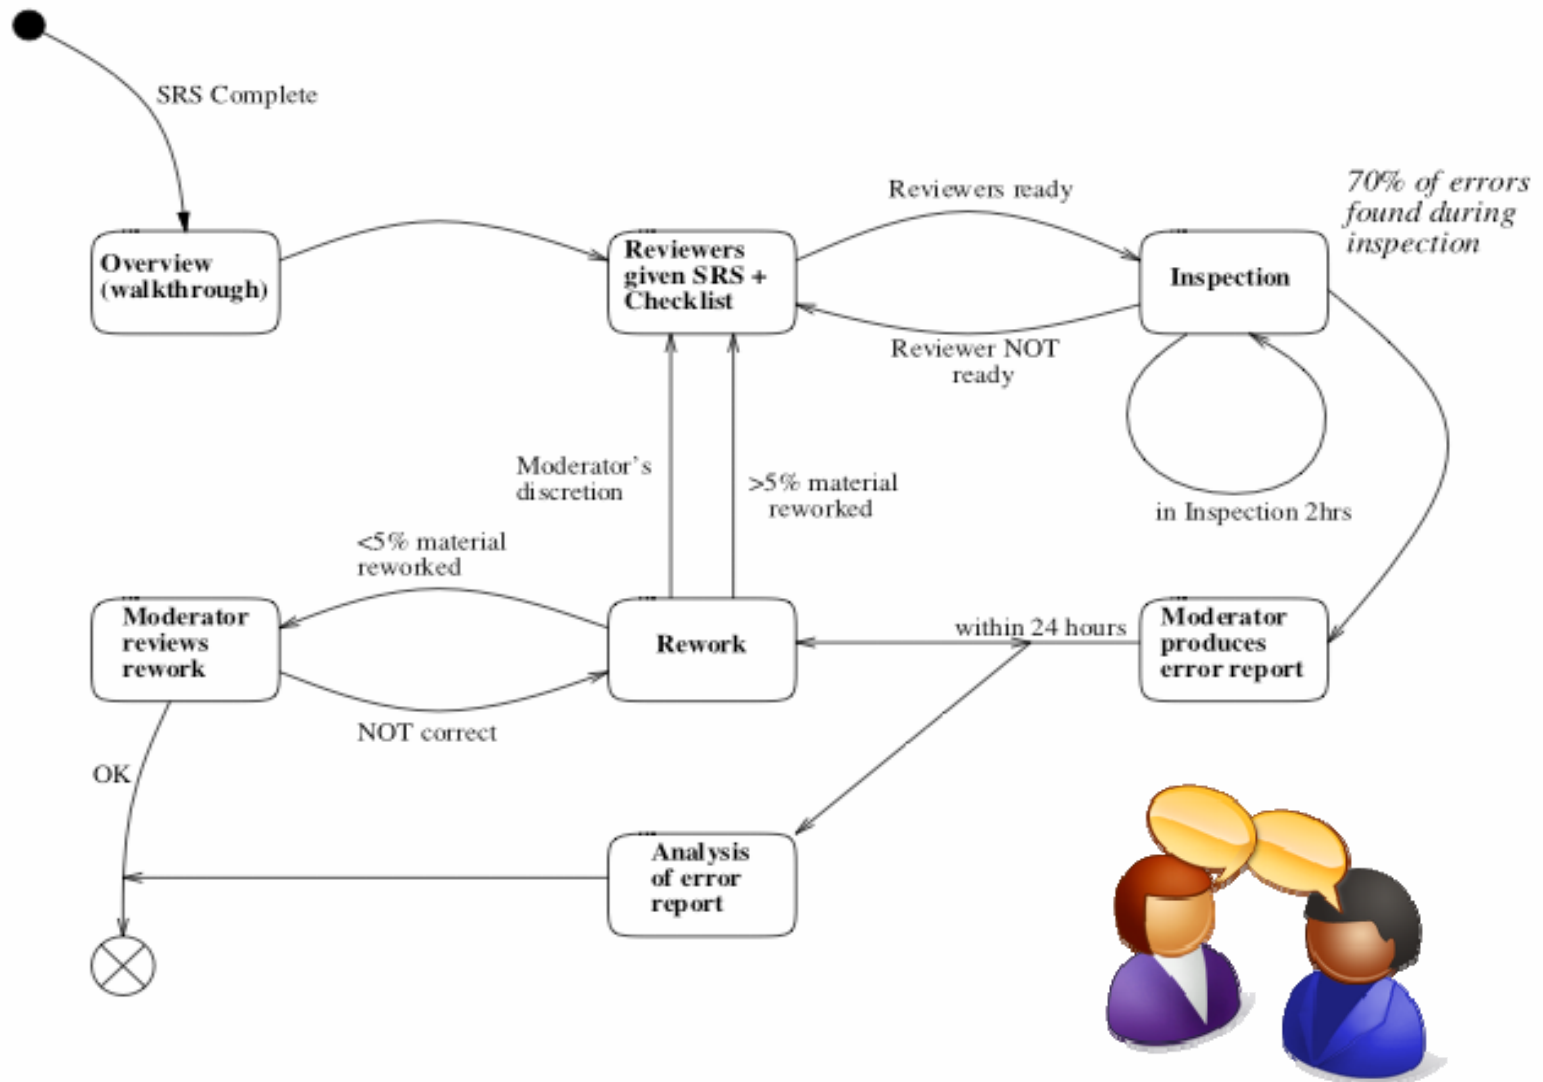 SRS Complete
Overview
(walkthrough)
Reviewers
given SRS +
Checklist
Reviewers ready
Reviewer NOT
ready
Inspection
70% of errors
found during
inspection
in Inspection 2hrs
Moderator's
discretion
>5% material
reworked
<5% material
reworked
Moderator
reviews
rework
NOT correct
Rework
within 24 hours
Moderator
produces
error report
OK
Analysis
of error
report